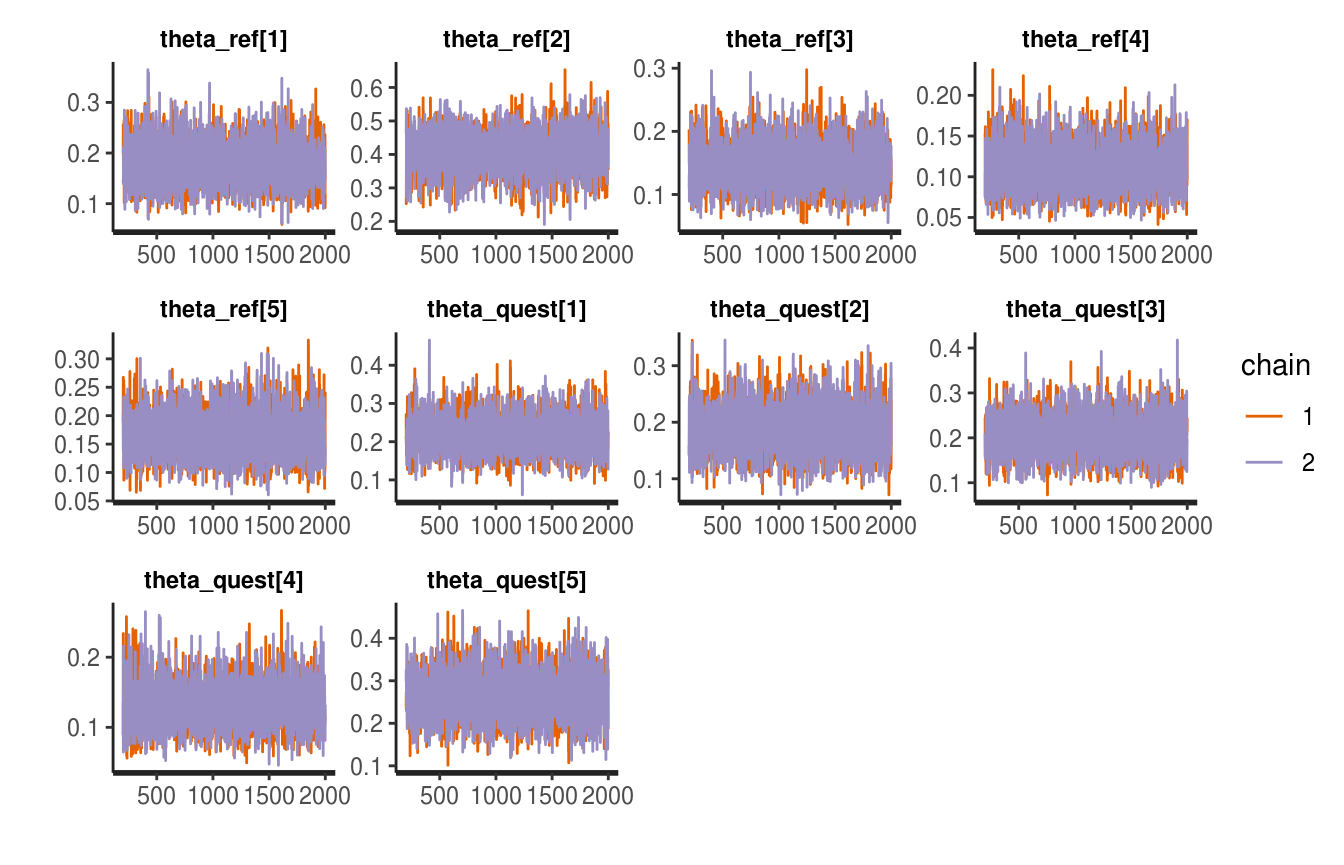 theta_ref[1] theta_ref[2] theta_ref[3] theta_ref[4]
0.3 0.2 0.1
0.6 0.5 0.4 0.3 0.2
0.3 0.2 0.1
0.20 0.15 0.10 0.05
500 1000 1500 2000 500 1000 1500 2000 500 1000 1500 2000 500 1000 1500 2000
theta_ref[5] theta_quest[1] theta_quest[2] theta_quest[3]
0.30 0.25 0.20 0.15 0.10 0.05
0.4 0.3 0.2 0.1
0.3 0.2 0.1
0.4 0.3 0.2 0.1
500 1000 1500 2000 500 1000 1500 2000 500 1000 1500 2000 500 1000 1500 2000
theta_quest[4] theta_quest[5]
0.2 0.1
0.4 0.3 0.2 0.1
500 1000 1500 2000 500 1000 1500 2000
chain
1
2